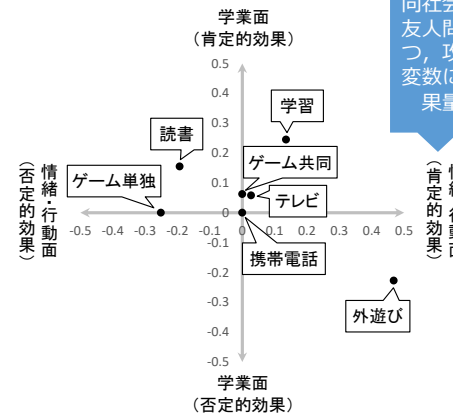 学業面
(肯定的効果)
同社会
友人問
つ，攻
変数に
果量
0.5
0.4
学習
0.3
読書
0.2
ゲーム共同
ゲーム単独
0.1
テレビ
0
-0.5 -0.4 -0.3 -0.2 -0.1 0 0.1 0.2 0.3 0.4 0.5
情緒・行動面
(否定的効果)
情緒・行動面
(肯定的効果)
-0.1
携帯電話
-0.2
-0.3
外遊び
-0.4
-0.5
学業面
(否定的効果)